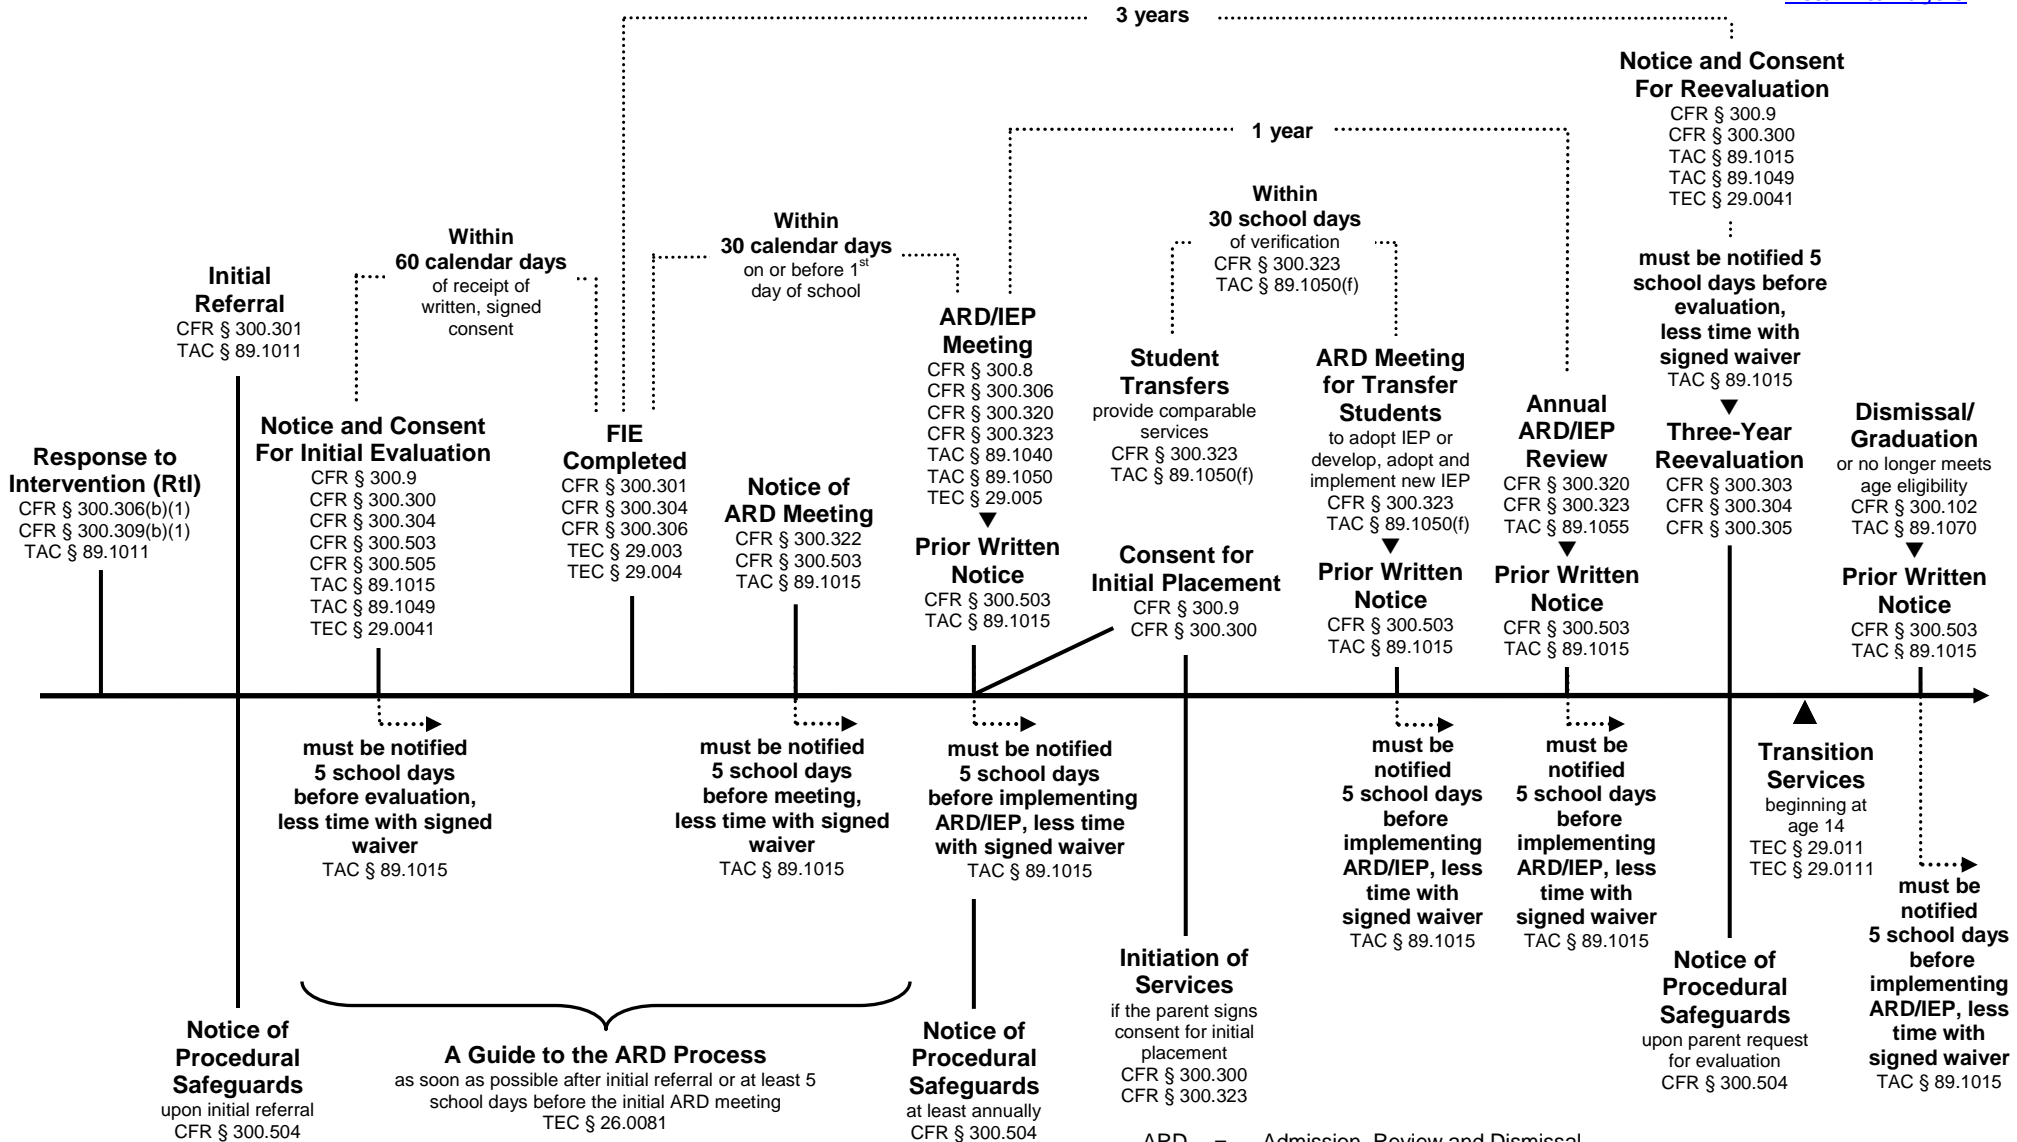 3 years
Notice and Consent
For Reevaluation
CFR § 300.9
CFR § 300.300
TAC § 89.1015
TAC § 89.1049
TEC § 29.0041
must be notified 5
school days before
evaluation,
less time with
signed waiver
TAC § 89.1015
Three-Year
Reevaluation
CFR § 300.303
CFR § 300.304
CFR § 300.305
1 year
Within
30 school days
of verification
CFR § 300.323
TAC § 89.1050(f)
Within
30 calendar days
on or before 1st
day of school
Within
60 calendar days
of receipt of
written, signed
consent
Initial
Referral
CFR § 300.301
TAC § 89.1011
Response to
Intervention (RtI)
CFR § 300.306(b)(1)
CFR § 300.309(b)(1)
TAC § 89.1011
Notice and Consent
For Initial Evaluation
CFR § 300.9
CFR § 300.300
CFR § 300.304
CFR § 300.503
CFR § 300.505
TAC § 89.1015
TAC § 89.1049
TEC § 29.0041
FIE
Completed
CFR § 300.301
CFR § 300.304
CFR § 300.306
TEC § 29.003
TEC § 29.004
Notice of
ARD Meeting
CFR § 300.322
CFR § 300.503
TAC § 89.1015
ARD/IEP
Meeting
CFR § 300.8
CFR § 300.306
CFR § 300.320
CFR § 300.323
TAC § 89.1040
TAC § 89.1050
TEC § 29.005
Prior Written
Notice
CFR § 300.503
TAC § 89.1015
Student
Transfers
provide comparable
services
CFR § 300.323
TAC § 89.1050(f)
Consent for
Initial Placement
CFR § 300.9
CFR § 300.300
ARD Meeting
for Transfer
Students
to adopt IEP or
develop, adopt and
implement new IEP
CFR § 300.323
TAC § 89.1050(f)
Prior Written
Notice
CFR § 300.503
TAC § 89.1015
Annual
ARD/IEP
Review
CFR § 300.320
CFR § 300.323
TAC § 89.1055
Prior Written
Notice
CFR § 300.503
TAC § 89.1015
Dismissal/
Graduation
or no longer meets
age eligibility
CFR § 300.102
TAC § 89.1070
Prior Written
Notice
CFR § 300.503
TAC § 89.1015
must be notified
5 school days
before evaluation,
less time with signed
waiver
TAC § 89.1015
must be notified
5 school days
before meeting,
less time with signed
waiver
TAC § 89.1015
must be notified
5 school days
before implementing
ARD/IEP, less time
with signed waiver
TAC § 89.1015
must be
notified
5 school days
before
implementing
ARD/IEP, less
time with
signed waiver
TAC § 89.1015
must be
notified
5 school days
before
implementing
ARD/IEP, less
time with
signed waiver
TAC § 89.1015
Transition
Services
beginning at
age 14
TEC § 29.011
TEC § 29.0111
must be
notified
5 school days
before
implementing
ARD/IEP, less
time with
signed waiver
TAC § 89.1015
Notice of
Procedural
Safeguards
upon initial referral
CFR § 300.504
A Guide to the ARD Process
as soon as possible after initial referral or at least 5
school days before the initial ARD meeting
TEC § 26.0081
Notice of
Procedural
Safeguards
at least annually
CFR § 300.504
Initiation of
Services
if the parent signs
consent for initial
placement
CFR § 300.300
CFR § 300.323
Notice of
Procedural
Safeguards
upon parent request
for evaluation
CFR § 300.504
ARD = Admission, Review and Dismissal